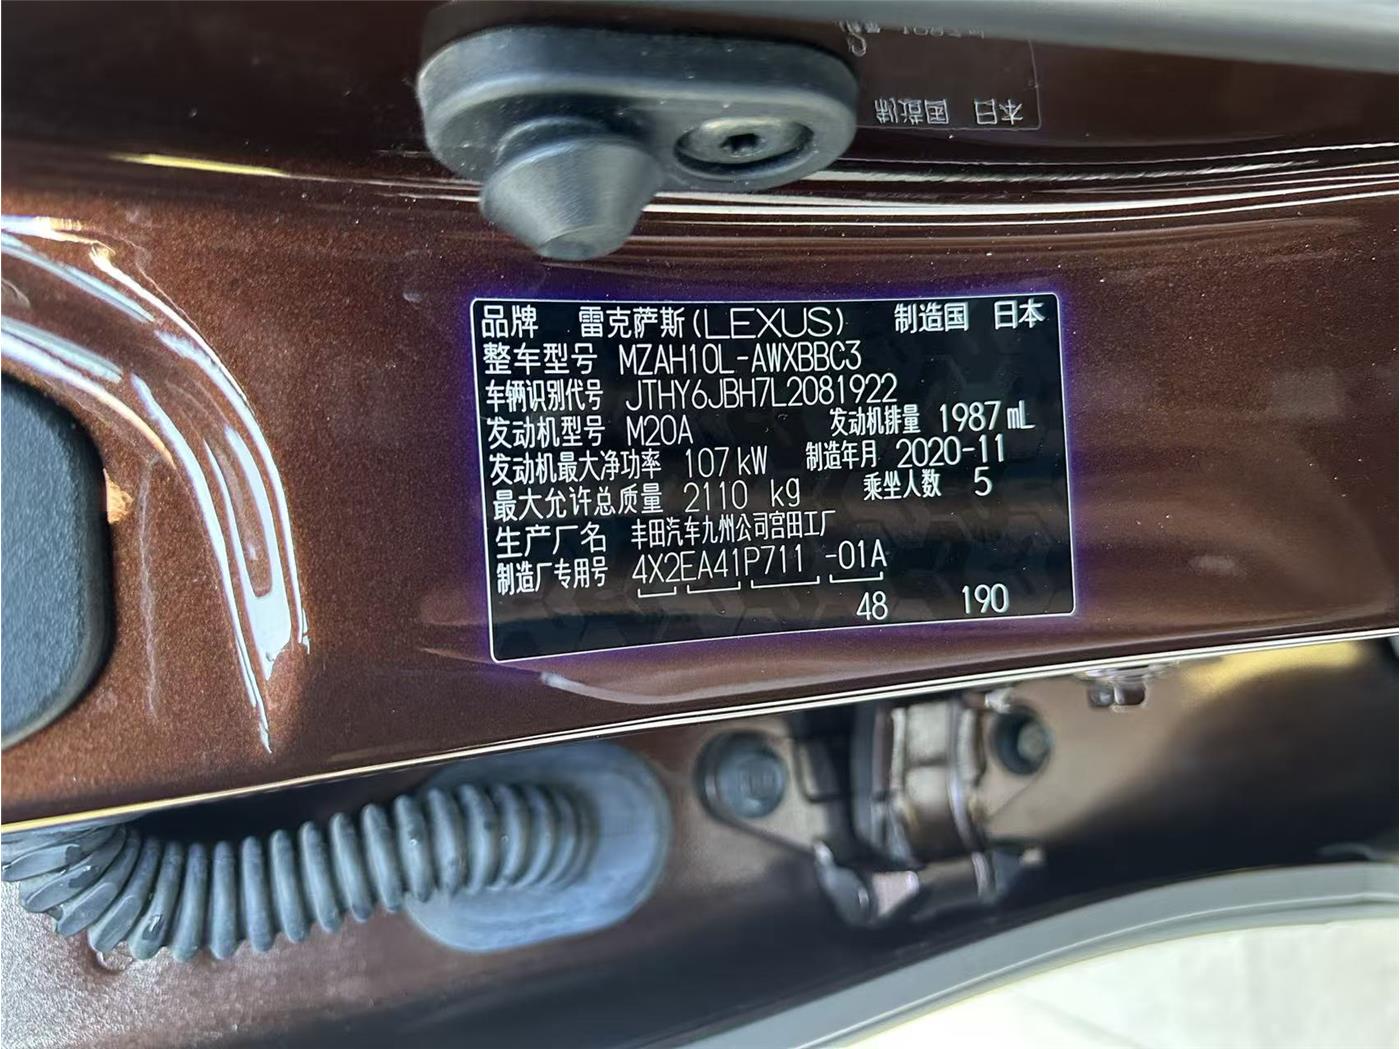 制造国 日本
品牌 雷克萨斯(LEXUS) 制造国 日本
整车型号 MZAH10L-AWXBBC3
车辆识别代号 JTHY6JBH7L2081922
发动机型号 M20A 发动机排量 1987 mL
发动机最大净功率 107 kW 制造年月 2020-11
最大允许总质量 2110 kg 乘坐人数 5
生产厂名 丰田汽车九州公司宫田工厂
制造厂专用号 4X2EA41P711 -01A
48 190